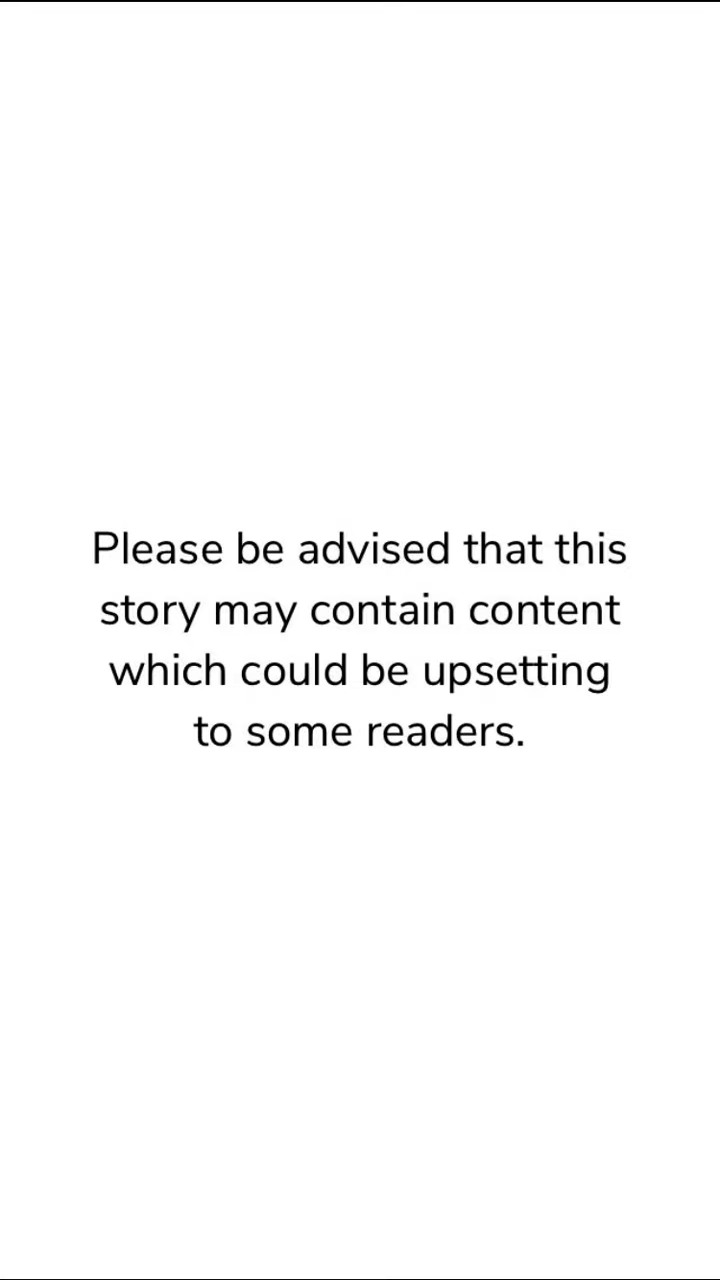 Please be advised that this
story may contain content
which could be upsetting
to some readers.